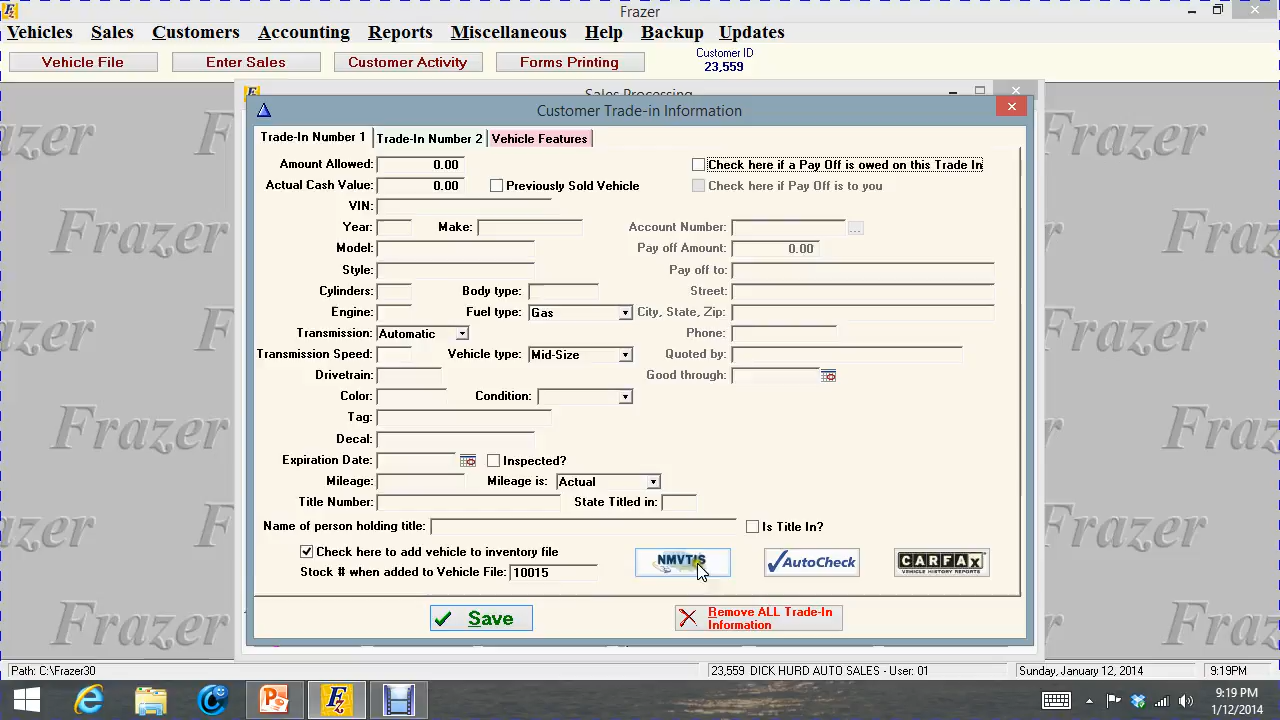 Frazer
Vehicles Sales Customers Accounting Reports Miscellaneous Help Backup Updates
Vehicle File Enter Sales Customer Activity Forms Printing
Customer ID
23,559
Sales Processing
Customer Trade-in Information
Trade-In Number 1 Trade-In Number 2 Vehicle Features
Amount Allowed: 0.00 Check here if a Pay Off is owed on this Trade In
Actual Cash Value: 0.00 Previously Sold Vehicle Check here if Pay Off is to you
VIN:
Year: Make: Account Number: ...
Model: Pay off Amount: 0.00
Style: Pay off to:
Cylinders: Body type: Street:
Engine: Fuel type: Gas City, State, Zip:
Transmission: Automatic Phone:
Transmission Speed: Vehicle type: Mid-Size Quoted by:
Drivetrain: Good through:
Color: Condition:
Tag:
Decal:
Expiration Date: Inspected?
Mileage: Mileage is: Actual
Title Number: State Titled in:
Name of person holding title: Is Title In?
Check here to add vehicle to inventory file
NMVTIS AutoCheck CARFAX
VEHICLE HISTORY REPORTS
Stock # when added to Vehicle File: 10015
Save Remove ALL Trade-In
Information
Path: C:\Frazer30 23,559 DICK HURD AUTO SALES - User: 01 Sunday, January 12, 2014 9:19PM
9:19 PM
1/12/2014